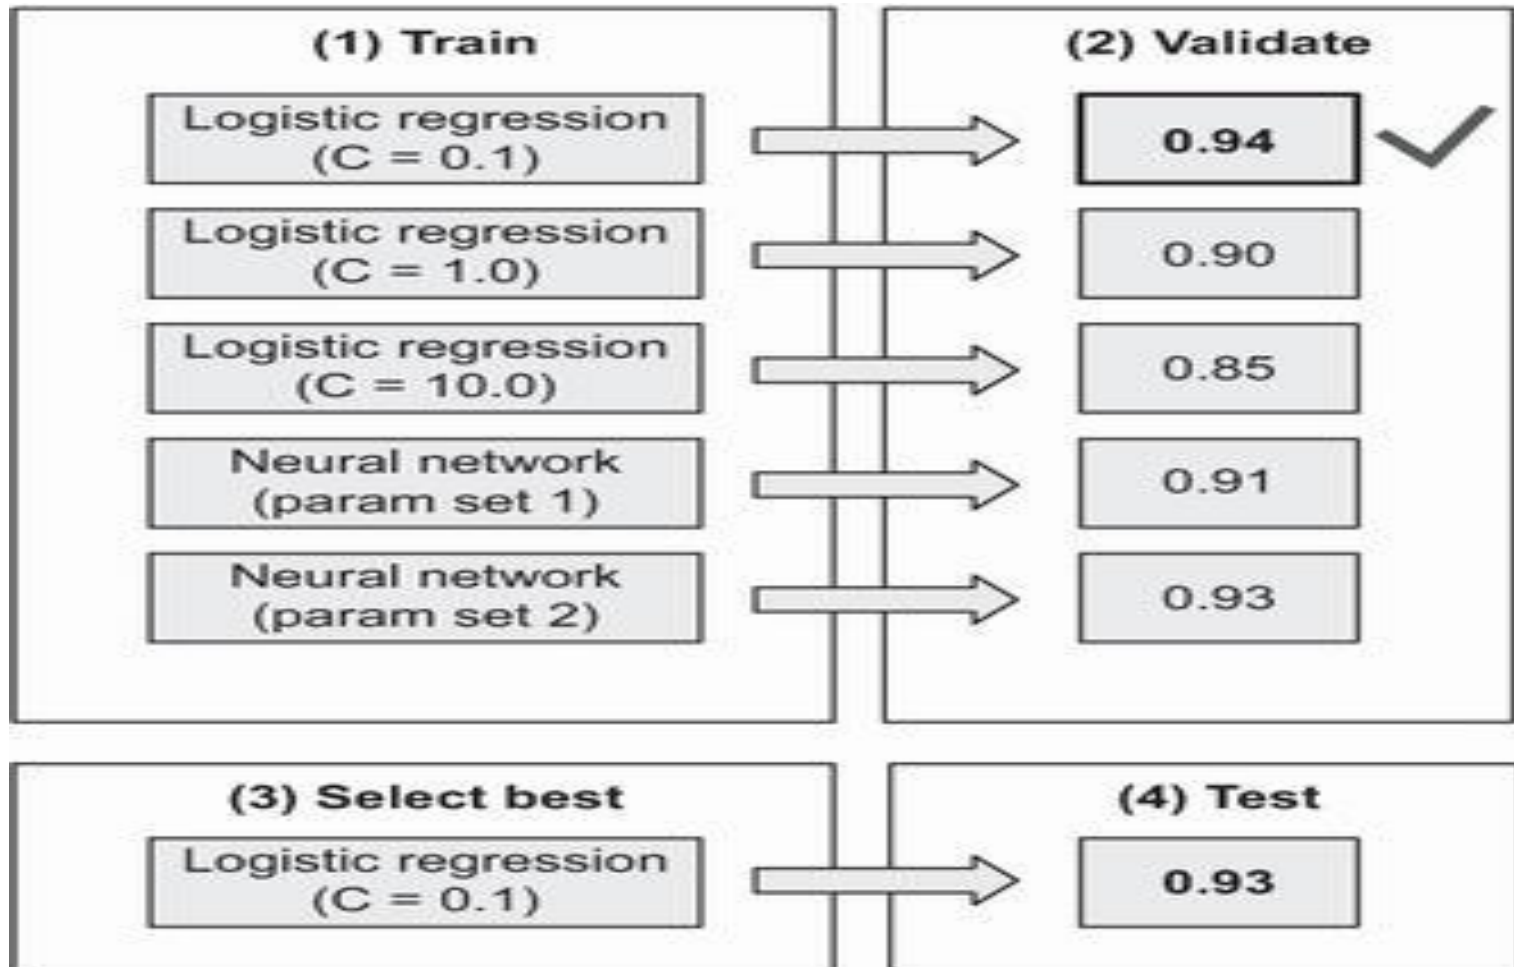 (1) Train
Logistic regression
(C = 0.1)
Logistic regression
(C = 1.0)
Logistic regression
(C = 10.0)
Neural network
(param set 1)
Neural network
(param set 2)
(2) Validate
0.94
0.90
0.85
0.91
0.93
(3) Select best
Logistic regression
(C = 0.1)
(4) Test
0.93